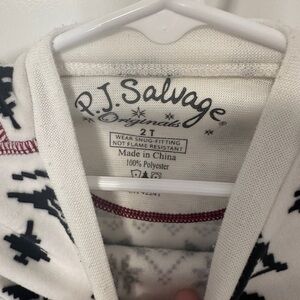 P.J. Salvage
Originals
2T
WEAR SNUG-FITTING
NOT FLAME RESISTANT
Made in China
100% Polyester